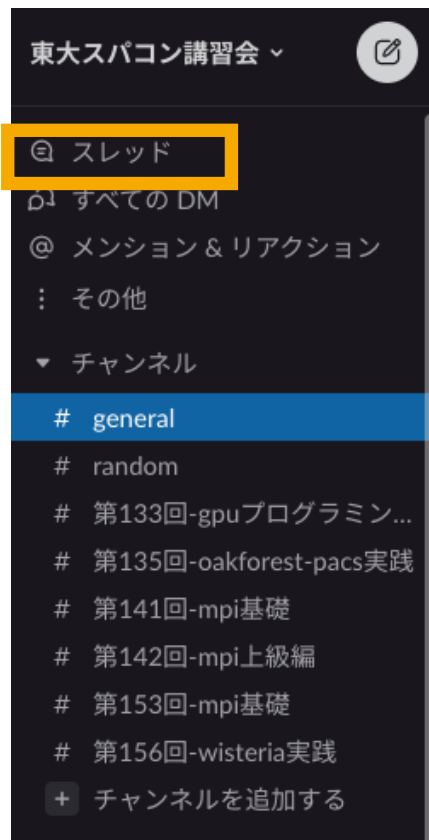 東大スパコン講習会
スレッド
すべての DM
@ メンション & リアクション
その他
チャンネル
# general
# random
# 第133回-gpuプログラミン...
# 第135回-oakforest-pacs実践
# 第141回-mpi基礎
# 第142回-mpi上級編
# 第153回-mpi基礎
# 第156回-wisteria実践
+ チャンネルを追加する